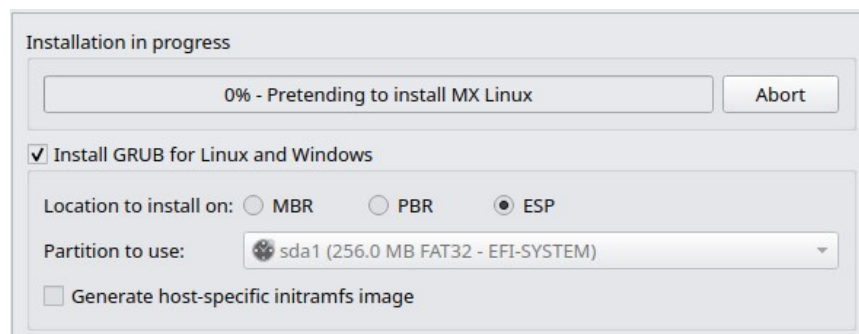 Installation in progress
0% - Pretending to install MX Linux Abort
Install GRUB for Linux and Windows
Location to install on: MBR PBR ESP
Partition to use: sda1 (256.0 MB FAT32 - EFI-SYSTEM)
Generate host-specific initramfs image